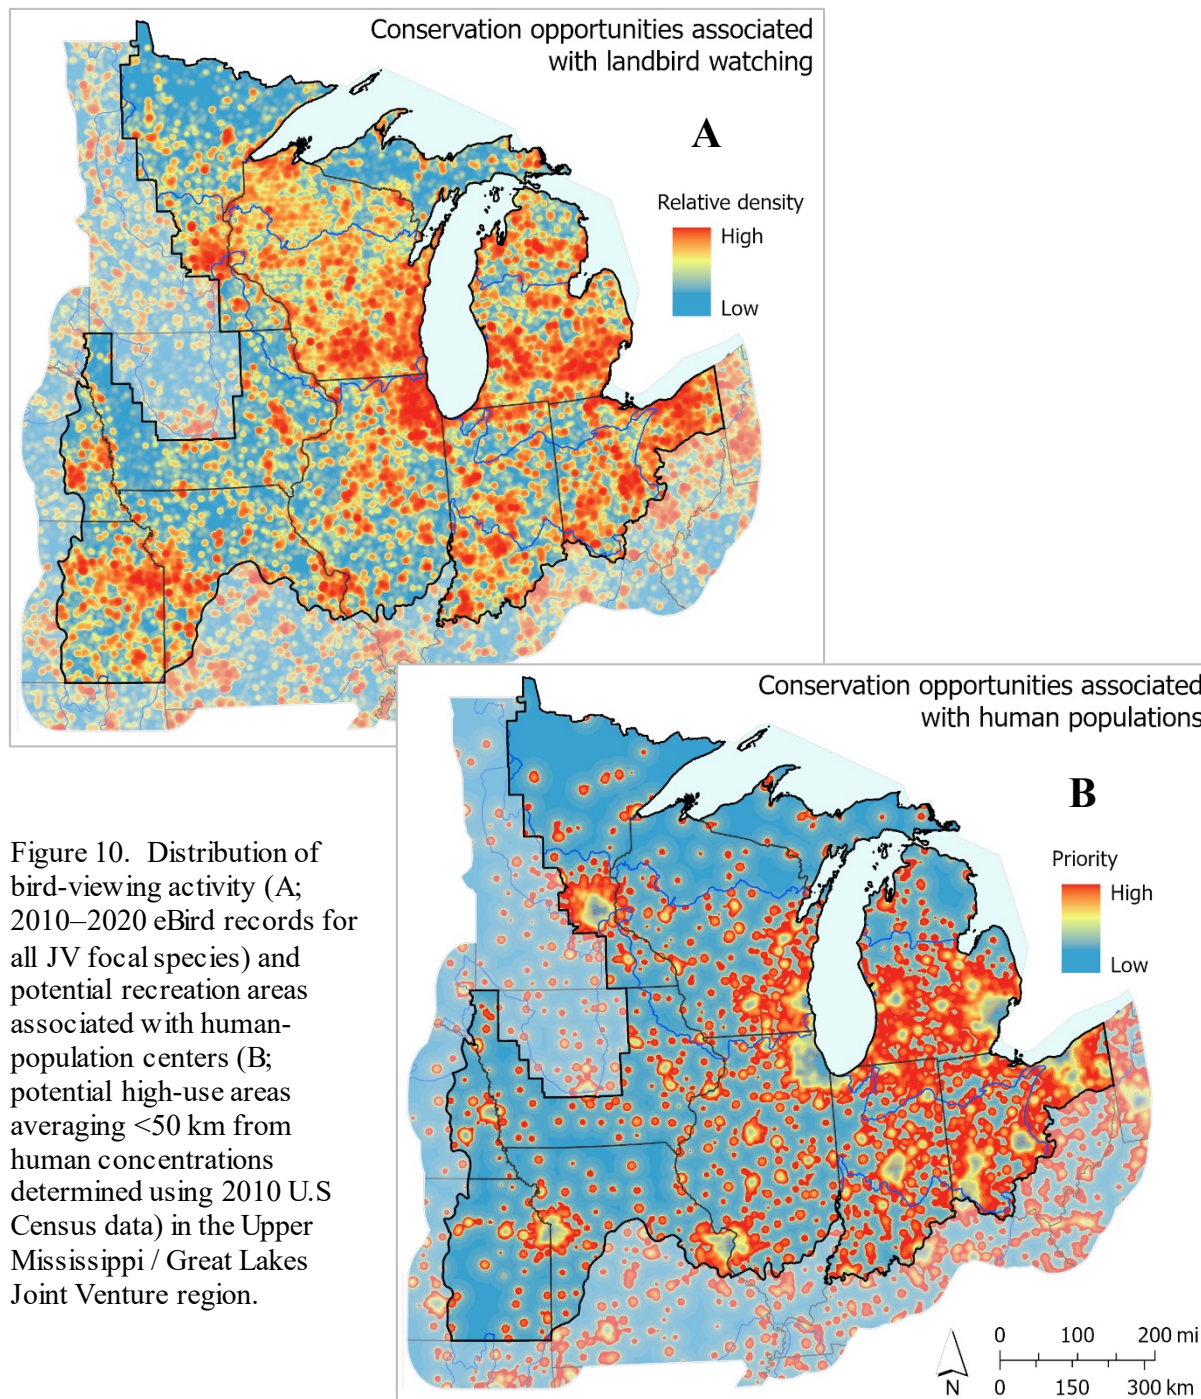 Conservation opportunities associated
with landbird watching
A
Relative density
High
Low
Conservation opportunities associated
with human populations
B
Priority
High
Low
Figure 10. Distribution of
bird-viewing activity (A;
2010–2020 eBird records for
all JV focal species) and
potential recreation areas
associated with human-
population centers (B;
potential high-use areas
averaging <50 km from
human concentrations
determined using 2010 U.S
Census data) in the Upper
Mississippi / Great Lakes
Joint Venture region.
N
0 100 200 mi
0 150 300 km